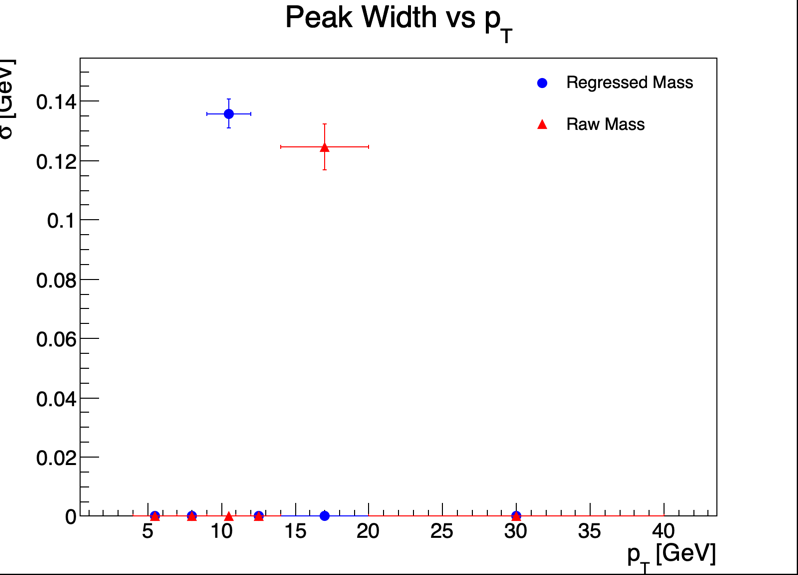 Peak Width vs p_T
σ [GeV]
Regressed Mass
Raw Mass
0.14
0.12
0.1
0.08
0.06
0.04
0.02
0
5 10 15 20 25 30 35 40
p_T [GeV]